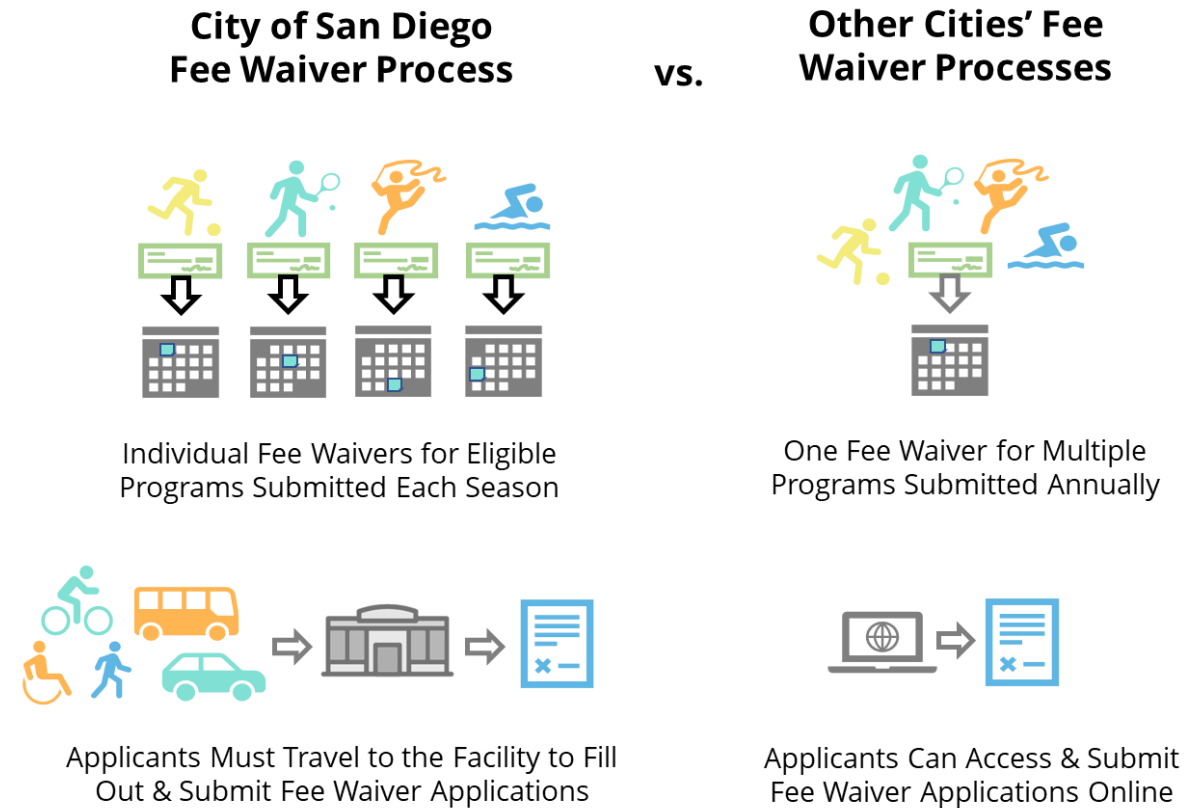 City of San Diego
Fee Waiver Process
vs.
Other Cities’ Fee
Waiver Processes
Individual Fee Waivers for Eligible
Programs Submitted Each Season
One Fee Waiver for Multiple
Programs Submitted Annually
Applicants Must Travel to the Facility to Fill
Out & Submit Fee Waiver Applications
Applicants Can Access & Submit
Fee Waiver Applications Online